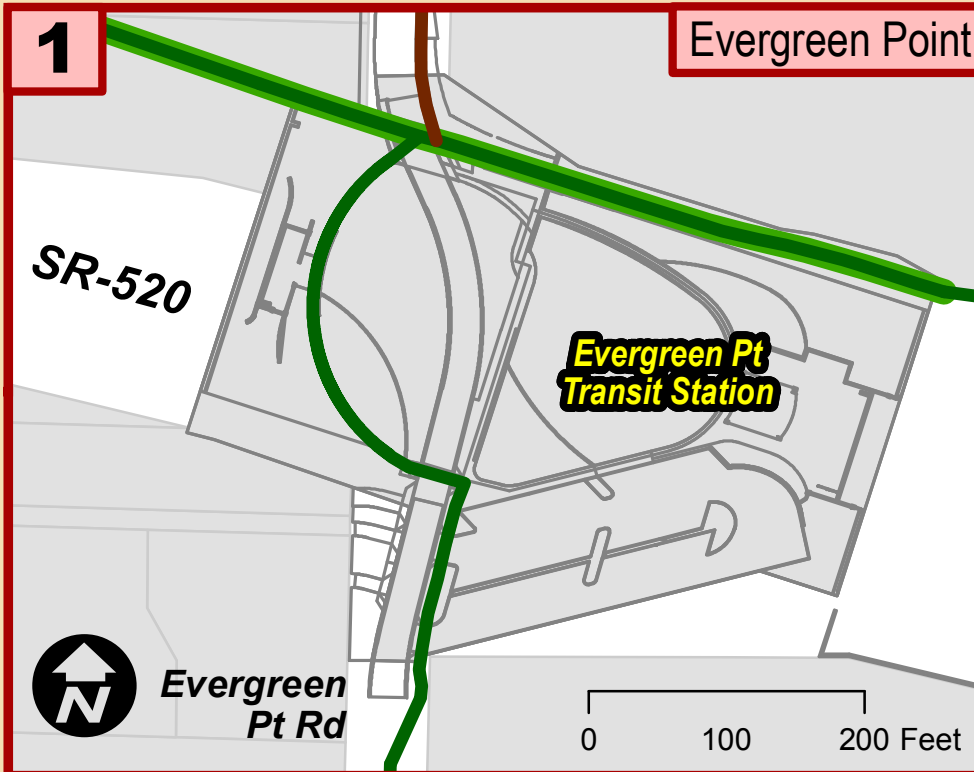 1
Evergreen Point
SR-520
Evergreen Pt
Transit Station
N
Evergreen
Pt Rd
0 100 200 Feet